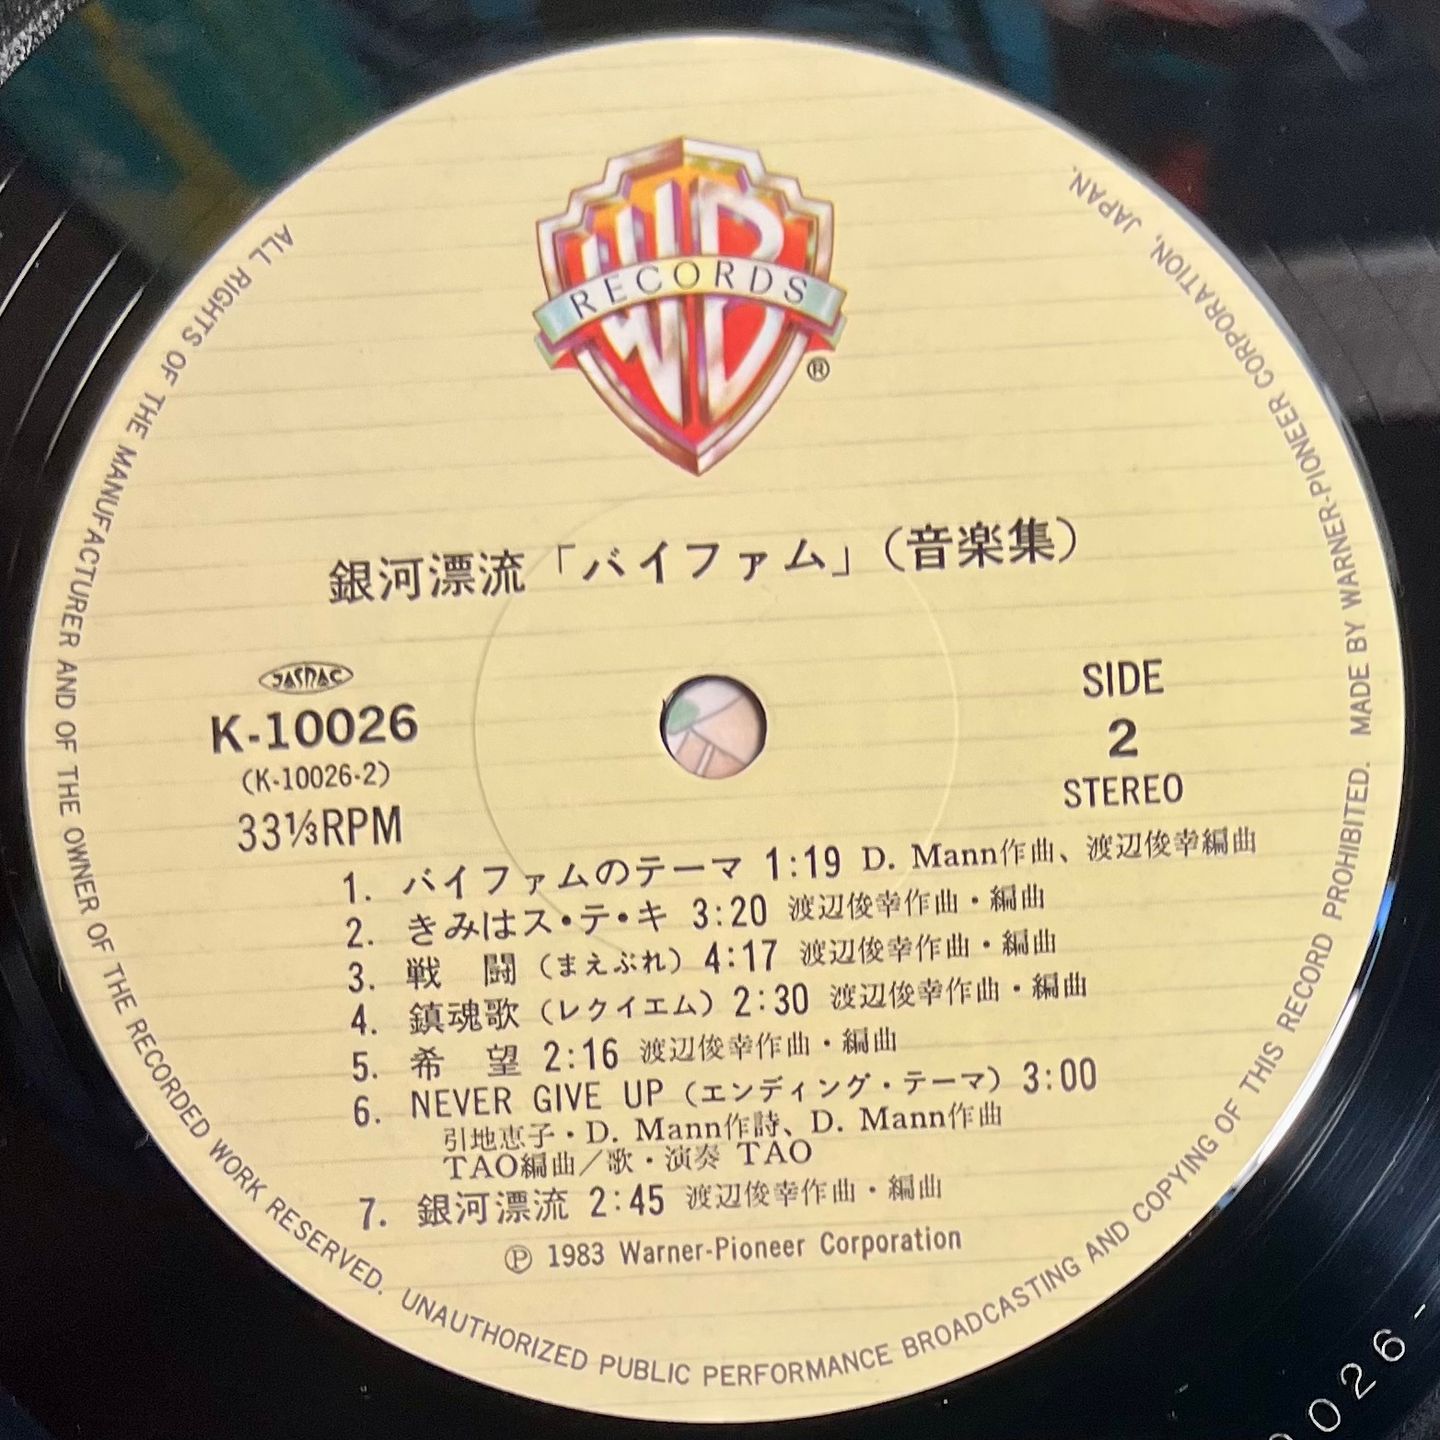 WB
RECORDS
®
銀河漂流「バイファム」(音楽集)
JASRAC
K-10026
(K-10026-2)
33⅓RPM
SIDE
2
STEREO
1. バイファムのテーマ 1:19 D. Mann作曲、渡辺俊幸編曲
2. きみはス・テ・キ 3:20 渡辺俊幸作曲・編曲
3. 戦 闘(まえぶれ) 4:17 渡辺俊幸作曲・編曲
4. 鎮魂歌(レクイエム) 2:30 渡辺俊幸作曲・編曲
5. 希 望 2:16 渡辺俊幸作曲・編曲
6. NEVER GIVE UP(エンディング・テーマ) 3:00
引地恵子・D. Mann作詩、D. Mann作曲
TAO編曲/歌・演奏 TAO
7. 銀河漂流 2:45 渡辺俊幸作曲・編曲
Ⓟ 1983 Warner-Pioneer Corporation
ALL RIGHTS OF THE MANUFACTURER AND OF THE OWNER OF THE RECORDED WORK RESERVED. UNAUTHORIZED PUBLIC PERFORMANCE BROADCASTING AND COPYING OF THIS RECORD PROHIBITED. MADE BY WARNER-PIONEER CORPORATION, JAPAN.
026-